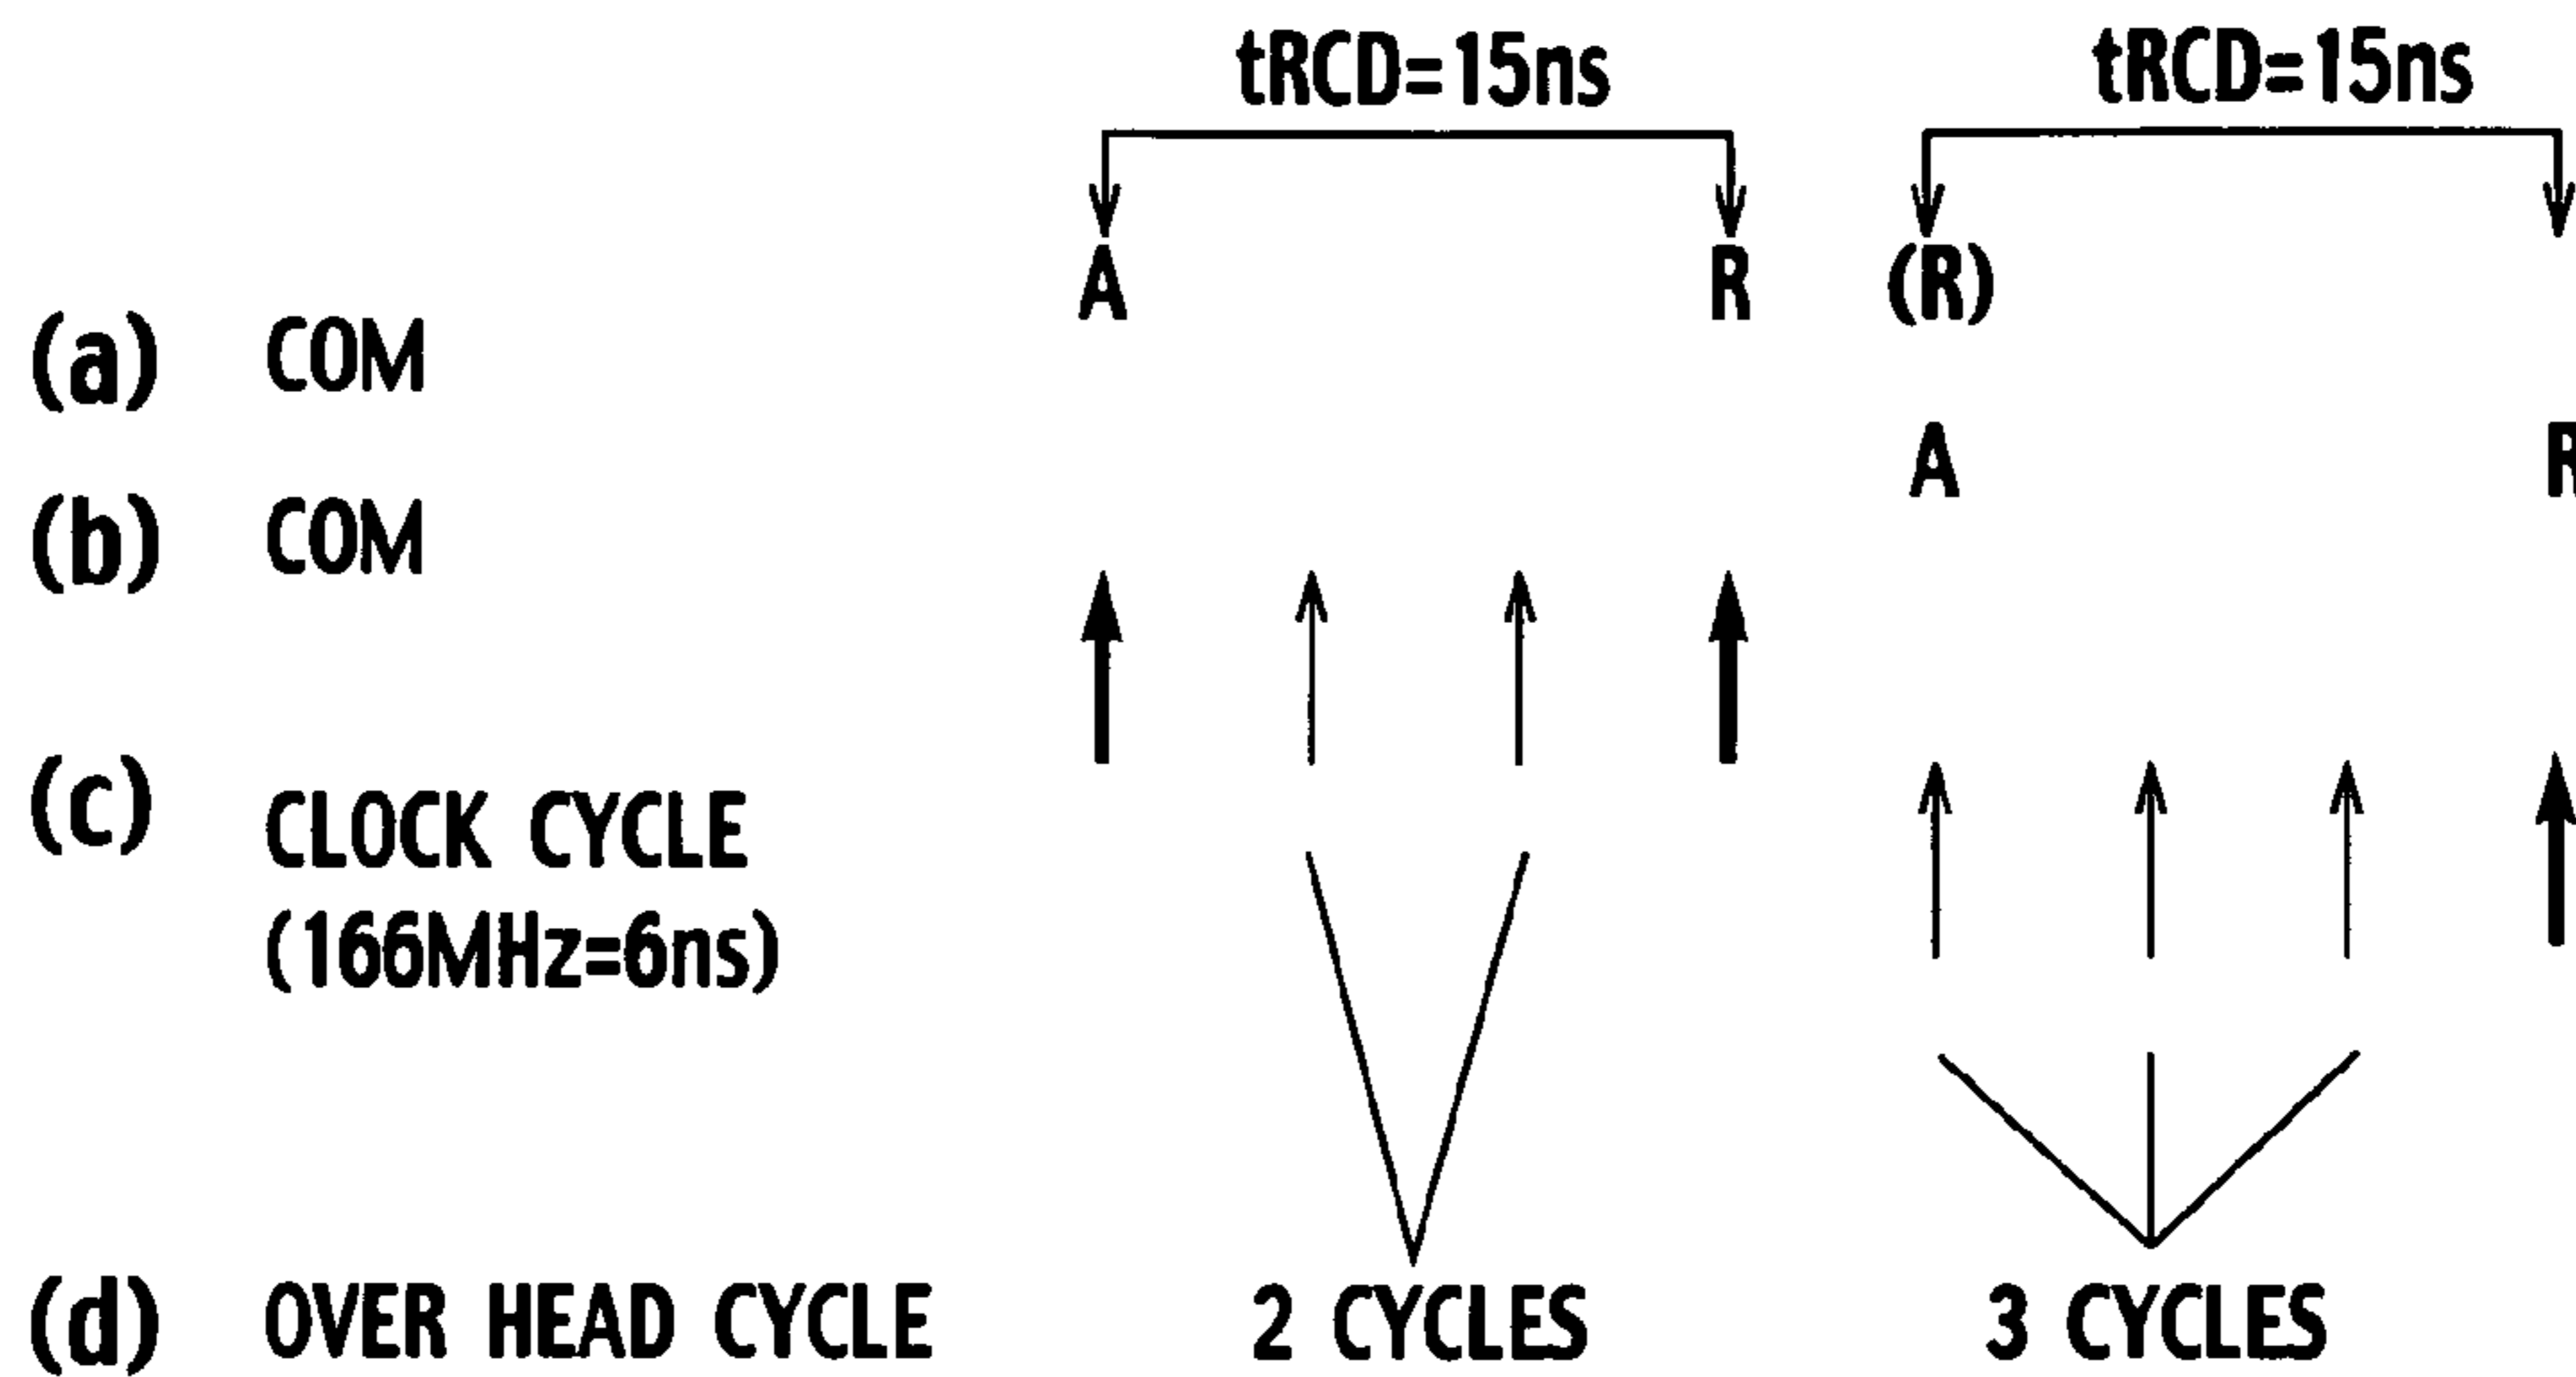 tRCD=15ns tRCD=15ns
A R (R)
(a) COM
A R
(b) COM
(c) CLOCK CYCLE
(166MHz=6ns)
(d) OVER HEAD CYCLE 2 CYCLES 3 CYCLES